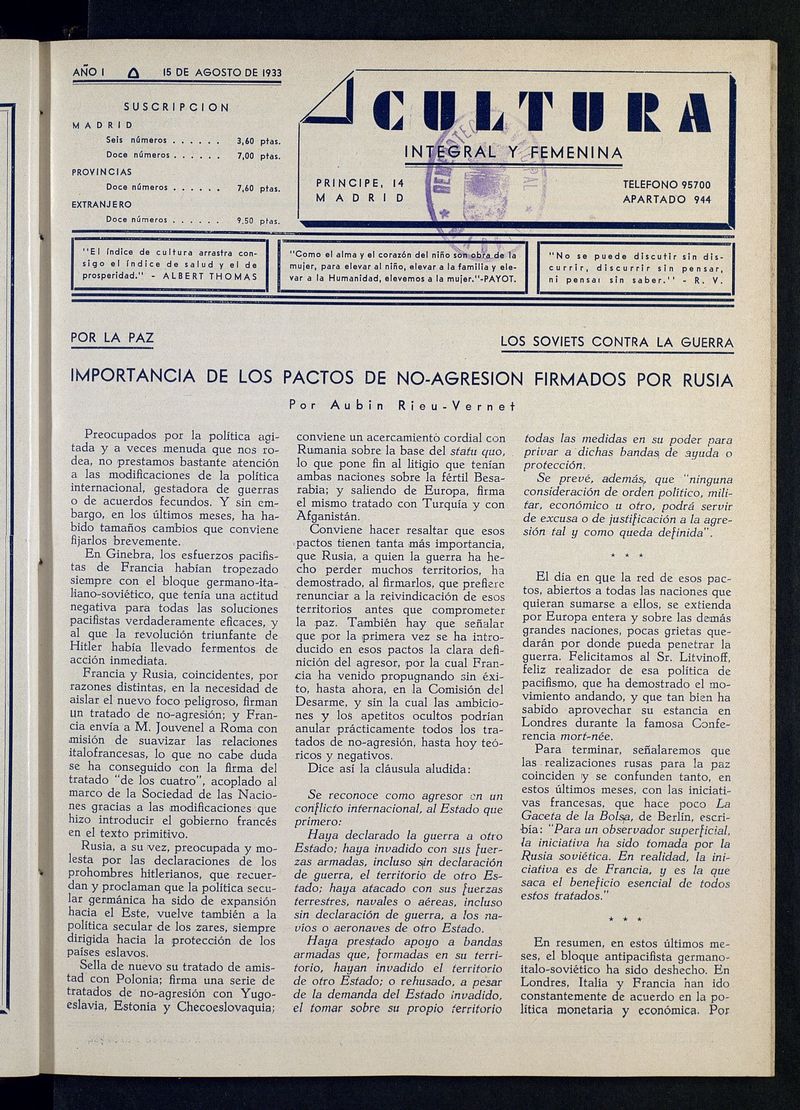 AÑO I
15 DE AGOSTO DE 1933
SUSCRIPCION
MADRID
Seis números . . . . . . 3,60 ptas.
Doce números . . . . . . 7,00 ptas.
PROVINCIAS
Doce números . . . . . . 7,60 ptas.
EXTRANJERO
Doce números . . . . . . 9,50 ptas.
CULTURA
INTEGRAL Y FEMENINA
PRINCIPE, 14
MADRID
TELEFONO 95700
APARTADO 944
"El índice de cultura arrastra con-
sigo el índice de salud y el de
prosperidad." - ALBERT THOMAS
"Como el alma y el corazón del niño son obra de la
mujer, para elevar al niño, elevar a la familia y ele-
var a la Humanidad, elevemos a la mujer."-PAYOT.
"No se puede discutir sin dis-
currir, discurrir sin pensar,
ni pensar sin saber." - R. V.
POR LA PAZ
LOS SOVIETS CONTRA LA GUERRA
IMPORTANCIA DE LOS PACTOS DE NO-AGRESION FIRMADOS POR RUSIA
Por Aubin Rieu-Vernet
Preocupados por la política agi-
tada y a veces menuda que nos ro-
dea, no prestamos bastante atención
a las modificaciones de la política
internacional, gestadora de guerras
o de acuerdos fecundos. Y sin em-
bargo, en los últimos meses, ha ha-
bido tamaños cambios que conviene
fijarlos brevemente.
En Ginebra, los esfuerzos pacifis-
tas de Francia habían tropezado
siempre con el bloque germano-ita-
liano-soviético, que tenía una actitud
negativa para todas las soluciones
pacifistas verdaderamente eficaces, y
al que la revolución triunfante de
Hitler había llevado fermentos de
acción inmediata.
Francia y Rusia, coincidentes, por
razones distintas, en la necesidad de
aislar el nuevo foco peligroso, firman
un tratado de no-agresión; y Fran-
cia envía a M. Jouvenel a Roma con
misión de suavizar las relaciones
italofrancesas, lo que no cabe duda
se ha conseguido con la firma del
tratado "de los cuatro", acoplado al
marco de la Sociedad de las Nacio-
nes gracias a las modificaciones que
hizo introducir el gobierno francés
en el texto primitivo.
Rusia, a su vez, preocupada y mo-
lesta por las declaraciones de los
prohombres hitlerianos, que recuer-
dan y proclaman que la política secu-
lar germánica ha sido de expansión
hacia el Este, vuelve también a la
política secular de los zares, siempre
dirigida hacia la protección de los
países eslavos.
Sella de nuevo su tratado de amis-
tad con Polonia; firma una serie de
tratados de no-agresión con Yugo-
eslavia, Estonia y Checoeslovaquia;
conviene un acercamiento cordial con
Rumania sobre la base del statu quo,
lo que pone fin al litigio que tenían
ambas naciones sobre la fértil Besa-
rabia; y saliendo de Europa, firma
el mismo tratado con Turquía y con
Afganistán.
Conviene hacer resaltar que esos
pactos tienen tanta más importancia,
que Rusia, a quien la guerra ha he-
cho perder muchos territorios, ha
demostrado, al firmarlos, que prefiere
renunciar a la reivindicación de esos
territorios antes que comprometer
la paz. También hay que señalar
que por la primera vez se ha intro-
ducido en esos pactos la clara defi-
nición del agresor, por la cual Fran-
cia ha venido propugnando sin éxi-
to, hasta ahora, en la Comisión del
Desarme, y sin la cual las ambicio-
nes y los apetitos ocultos podrían
anular prácticamente todos los tra-
tados de no-agresión, hasta hoy teó-
ricos y negativos.
Dice así la cláusula aludida:
Se reconoce como agresor en un
conflicto internacional, al Estado que
primero:
Haya declarado la guerra a otro
Estado; haya invadido con sus fuer-
zas armadas, incluso sin declaración
de guerra, el territorio de otro Es-
tado; haya atacado con sus fuerzas
terrestres, navales o aéreas, incluso
sin declaración de guerra, a los na-
víos o aeronaves de otro Estado.
Haya prestado apoyo a bandas
armadas que, formadas en su terri-
torio, hayan invadido el territorio
de otro Estado; o rehusado, a pesar
de la demanda del Estado invadido,
el tomar sobre su propio territorio
todas las medidas en su poder para
privar a dichas bandas de ayuda o
protección.
Se prevé, además, que "ninguna
consideración de orden político, mili-
tar, económico u otro, podrá servir
de excusa o de justificación a la agre-
sión tal y como queda definida".
* * *
El día en que la red de esos pac-
tos, abiertos a todas las naciones que
quieran sumarse a ellos, se extienda
por Europa entera y sobre las demás
grandes naciones, pocas grietas que-
darán por donde pueda penetrar la
guerra. Felicitamos al Sr. Litvinoff,
feliz realizador de esa política de
pacifismo, que ha demostrado el mo-
vimiento andando, y que tan bien ha
sabido aprovechar su estancia en
Londres durante la famosa Confe-
rencia mort-née.
Para terminar, señalaremos que
las realizaciones rusas para la paz
coinciden y se confunden tanto, en
estos últimos meses, con las iniciati-
vas francesas, que hace poco La
Gaceta de la Bolsa, de Berlín, escri-
bía: "Para un observador superficial,
la iniciativa ha sido tomada por la
Rusia soviética. En realidad, la ini-
ciativa es de Francia, y es la que
saca el beneficio esencial de todos
estos tratados."
* * *
En resumen, en estos últimos me-
ses, el bloque antipacifista germano-
italo-soviético ha sido deshecho. En
Londres, Italia y Francia han ido
constantemente de acuerdo en la po-
lítica monetaria y económica. Por